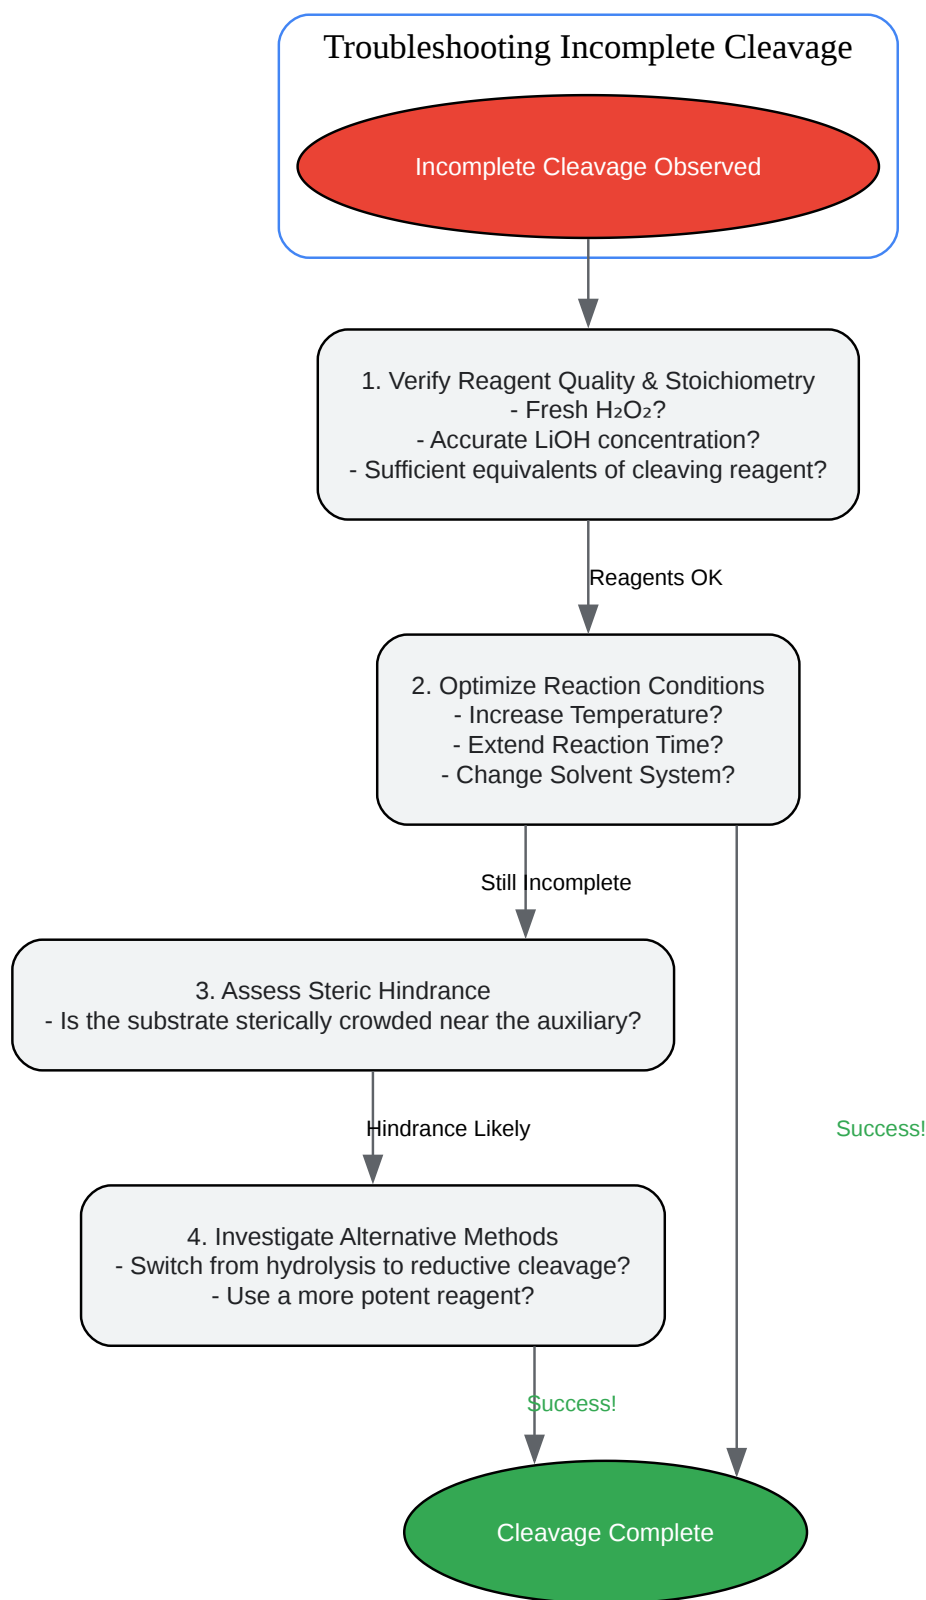 Troubleshooting Incomplete Cleavage
Incomplete Cleavage Observed
1. Verify Reagent Quality & Stoichiometry
- Fresh H₂O₂?
- Accurate LiOH concentration?
- Sufficient equivalents of cleaving reagent?
Reagents OK
2. Optimize Reaction Conditions
- Increase Temperature?
- Extend Reaction Time?
- Change Solvent System?
Still Incomplete
3. Assess Steric Hindrance
- Is the substrate sterically crowded near the auxiliary?
Hindrance Likely
Success!
4. Investigate Alternative Methods
- Switch from hydrolysis to reductive cleavage?
- Use a more potent reagent?
Success!
Cleavage Complete